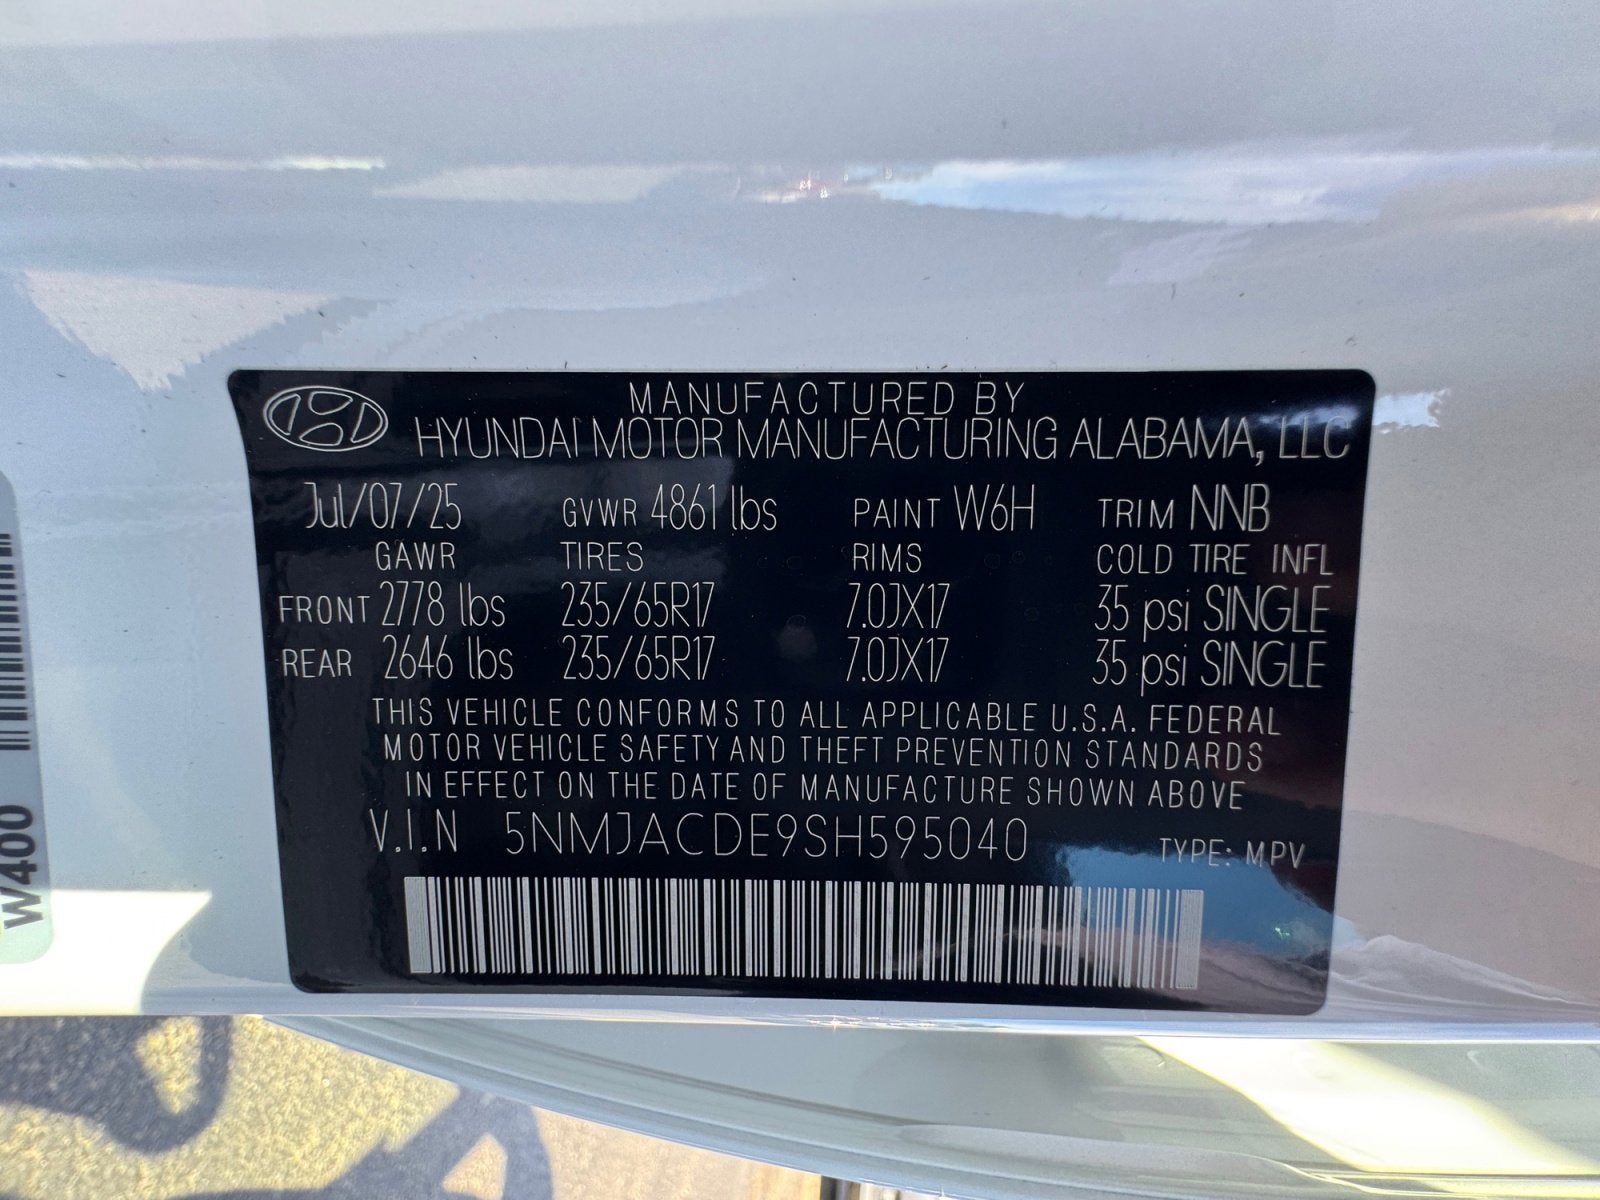 MANUFACTURED BY
HYUNDAI MOTOR MANUFACTURING ALABAMA, LLC
Jul/07/25 GVWR 4861 lbs PAINT W6H TRIM NNB
GAWR TIRES RIMS COLD TIRE INFL
FRONT 2778 lbs 235/65R17 7.0JX17 35 psi SINGLE
REAR 2646 lbs 235/65R17 7.0JX17 35 psi SINGLE
THIS VEHICLE CONFORMS TO ALL APPLICABLE U.S.A. FEDERAL
MOTOR VEHICLE SAFETY AND THEFT PREVENTION STANDARDS
IN EFFECT ON THE DATE OF MANUFACTURE SHOWN ABOVE
V.I.N 5NMJACDE9SH595040 TYPE: MPV
W400